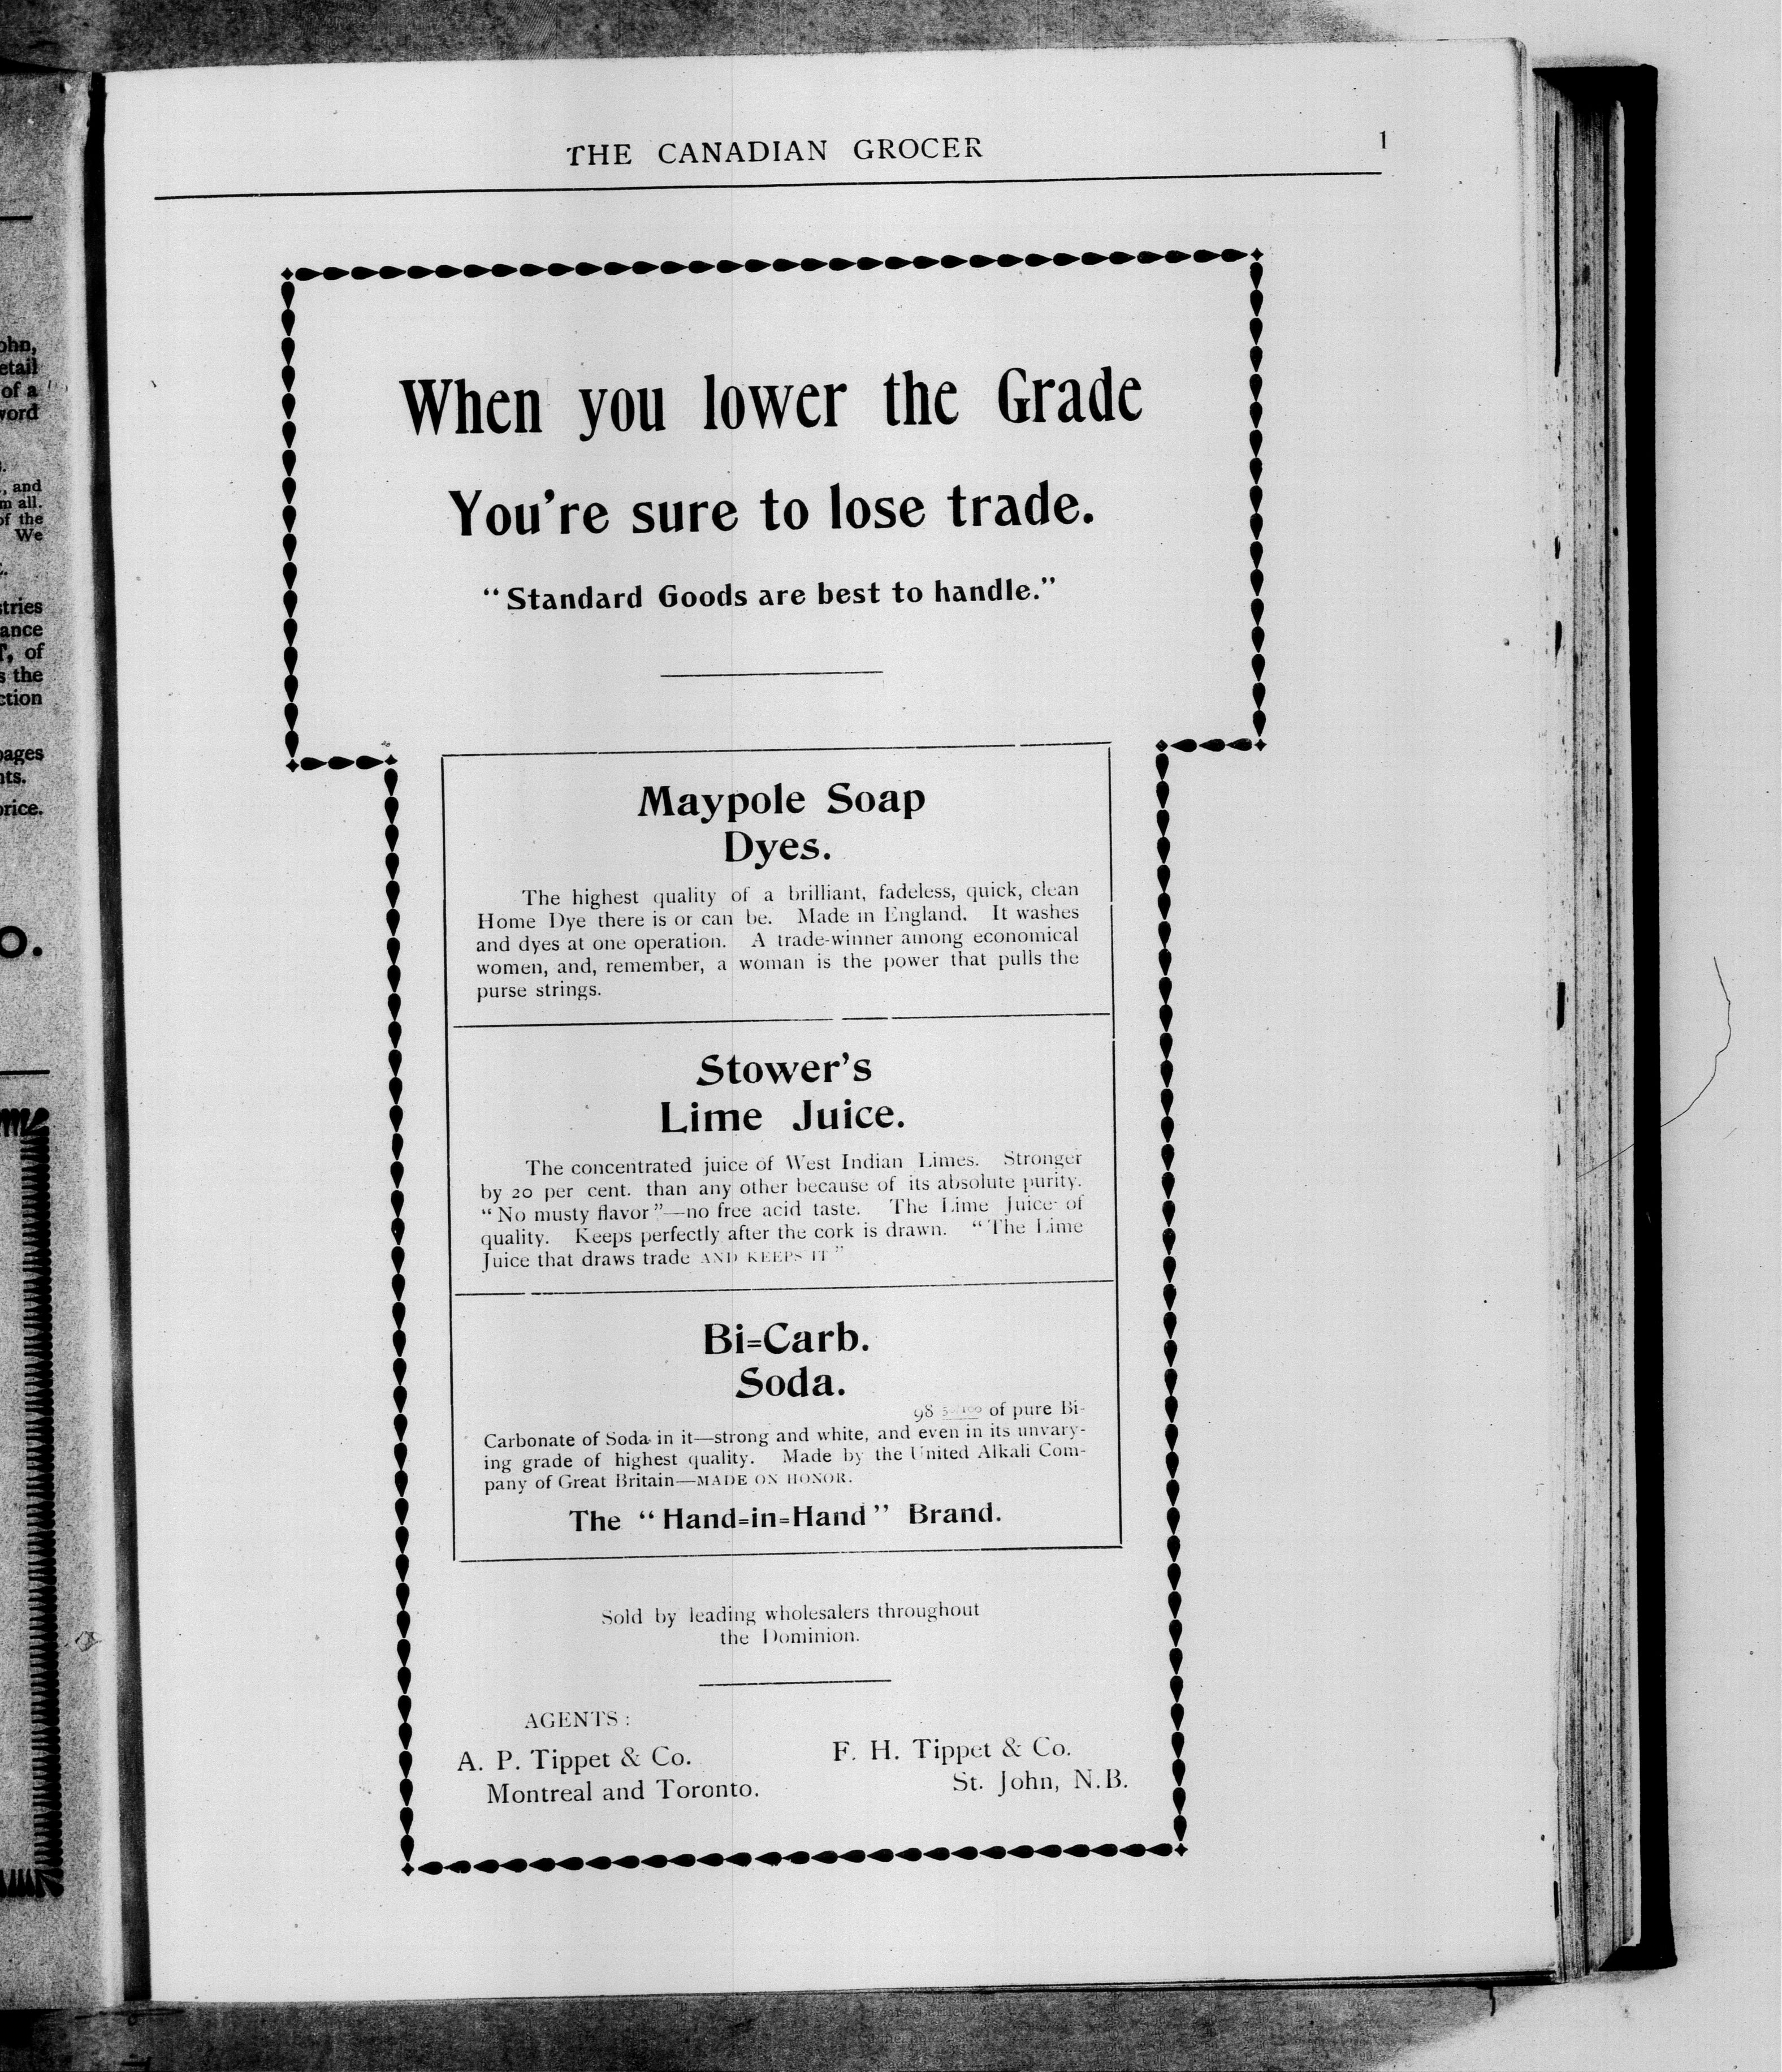 THE CANADIAN GROCER 1
When you lower the Grade
You're sure to lose trade.
"Standard Goods are best to handle."
Maypole Soap
Dyes.
The highest quality of a brilliant, fadeless, quick, clean
Home Dye there is or can be. Made in England. It washes
and dyes at one operation. A trade-winner among economical
women, and, remember, a woman is the power that pulls the
purse strings.
Stower's
Lime Juice.
The concentrated juice of West Indian Limes. Stronger
by 20 per cent. than any other because of its absolute purity.
"No musty flavor"—no free acid taste. The Lime Juice of
quality. Keeps perfectly after the cork is drawn. "The Lime
Juice that draws trade AND KEEPS IT"
Bi-Carb.
Soda.
98 of pure Bi-
Carbonate of Soda in it—strong and white, and even in its unvary-
ing grade of highest quality. Made by the United Alkali Com-
pany of Great Britain—MADE ON HONOR.
The "Hand-in-Hand" Brand.
Sold by leading wholesalers throughout
the Dominion.
AGENTS:
A. P. Tippet & Co.
Montreal and Toronto.
F. H. Tippet & Co.
St. John, N.B.
of a
and
all.
of the
We
of
the